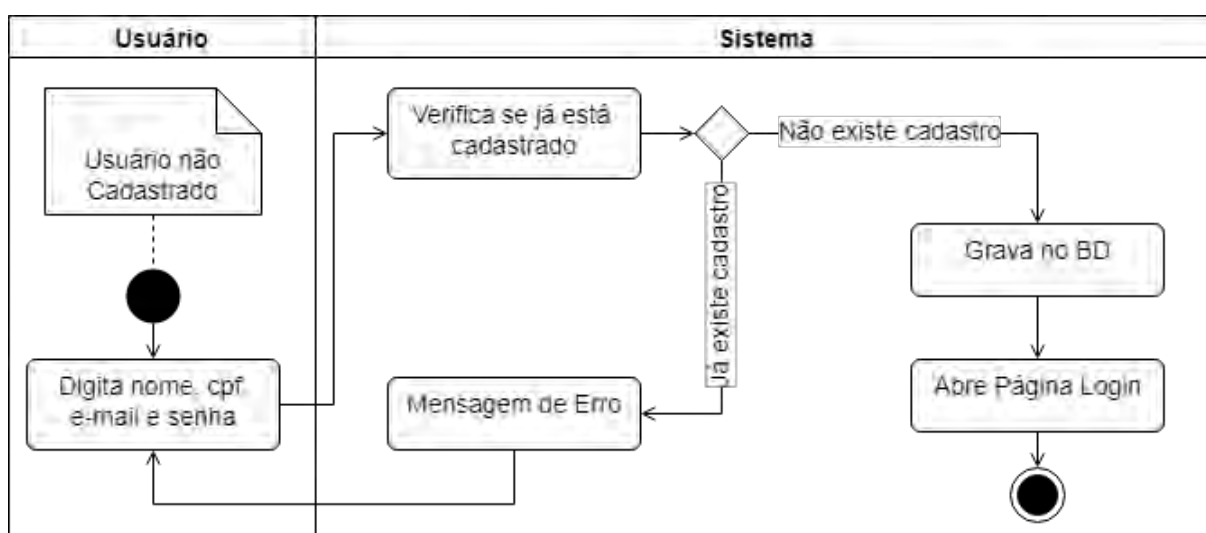 Usuário
Sistema
Usuário não
Cadastrado
Digita nome, cpf,
e-mail e senha
Verifica se já está
cadastrado
Não existe cadastro
Já existe cadastro
Mensagem de Erro
Grava no BD
Abre Página Login